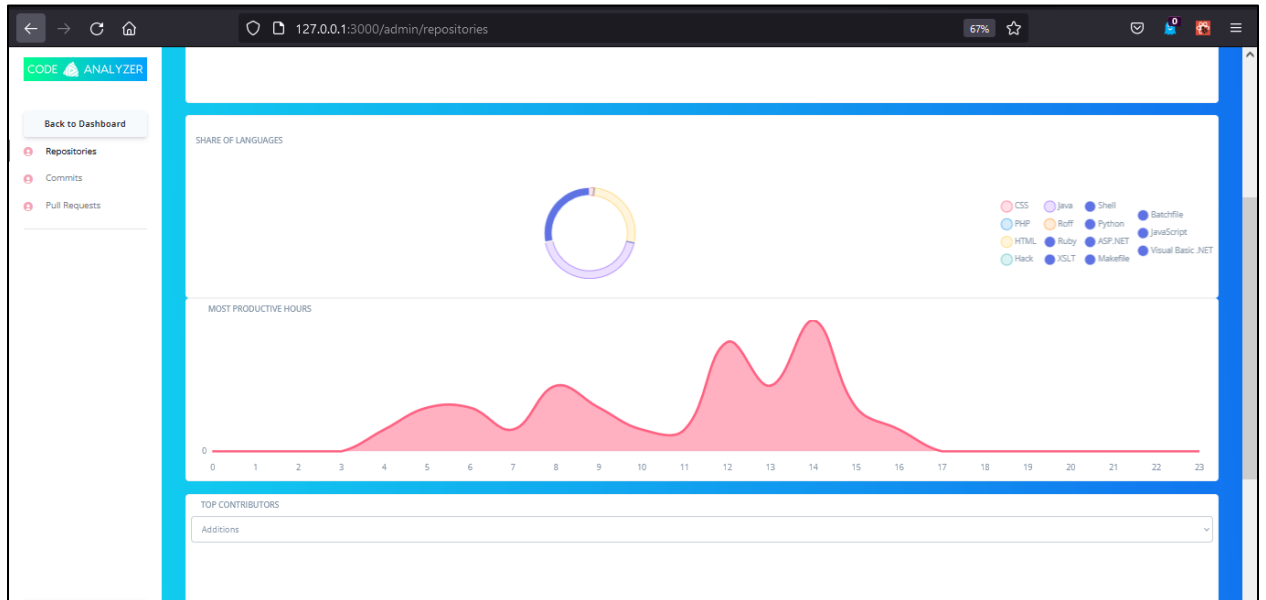 127.0.0.1:3000/admin/repositories
67%
0
CODE ANALYZER
Back to Dashboard
Repositories
Commits
Pull Requests
SHARE OF LANGUAGES
CSS Java Shell Batchfile
PHP Roff Python JavaScript
HTML Ruby ASP.NET Visual Basic .NET
Hack XSLT Makefile
MOST PRODUCTIVE HOURS
0
0 1 2 3 4 5 6 7 8 9 10 11 12 13 14 15 16 17 18 19 20 21 22 23
TOP CONTRIBUTORS
Additions